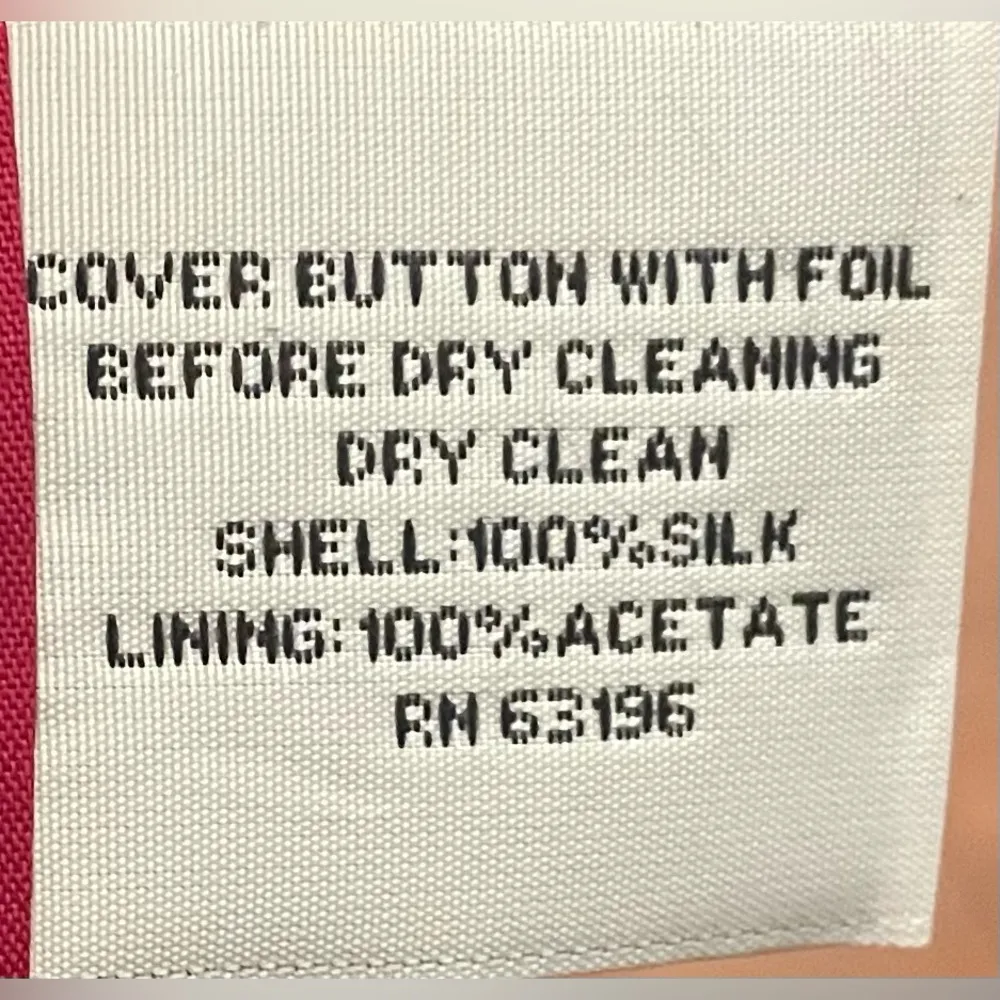 COVER BUTTON WITH FOIL
BEFORE DRY CLEANING
DRY CLEAN
SHELL:100%SILK
LINING:100%ACETATE
RN 63196